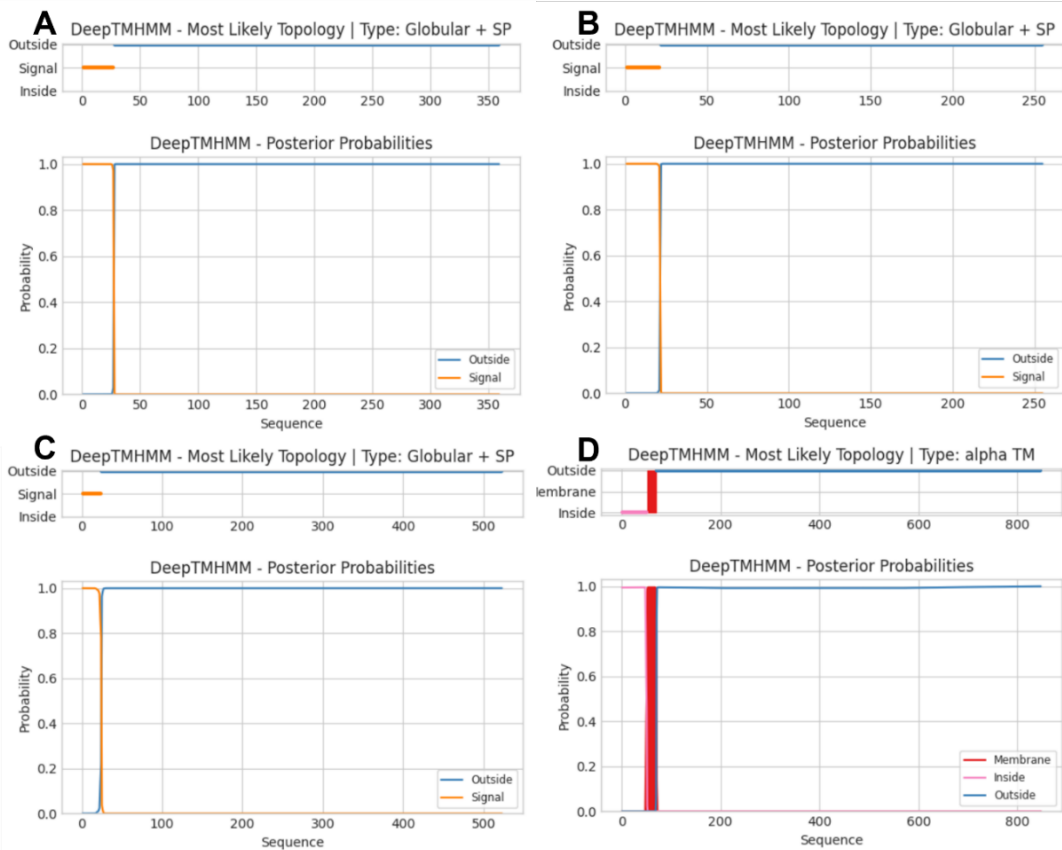 A
DeepTMHMM - Most Likely Topology | Type: Globular + SP
Outside
Signal
Inside
0 50 100 150 200 250 300 350
DeepTMHMM - Posterior Probabilities
1.0
0.8
0.6
0.4
0.2
0.0
Probability
Outside
Signal
0 50 100 150 200 250 300 350
Sequence
B
DeepTMHMM - Most Likely Topology | Type: Globular + SP
Outside
Signal
Inside
0 50 100 150 200 250
DeepTMHMM - Posterior Probabilities
1.0
0.8
0.6
0.4
0.2
0.0
Probability
Outside
Signal
0 50 100 150 200 250
Sequence
C
DeepTMHMM - Most Likely Topology | Type: Globular + SP
Outside
Signal
Inside
0 100 200 300 400 500
DeepTMHMM - Posterior Probabilities
1.0
0.8
0.6
0.4
0.2
0.0
Probability
Outside
Signal
0 100 200 300 400 500
Sequence
D
DeepTMHMM - Most Likely Topology | Type: alpha TM
Outside
Membrane
Inside
0 200 400 600 800
DeepTMHMM - Posterior Probabilities
1.0
0.8
0.6
0.4
0.2
0.0
Probability
Membrane
Inside
Outside
0 200 400 600 800
Sequence